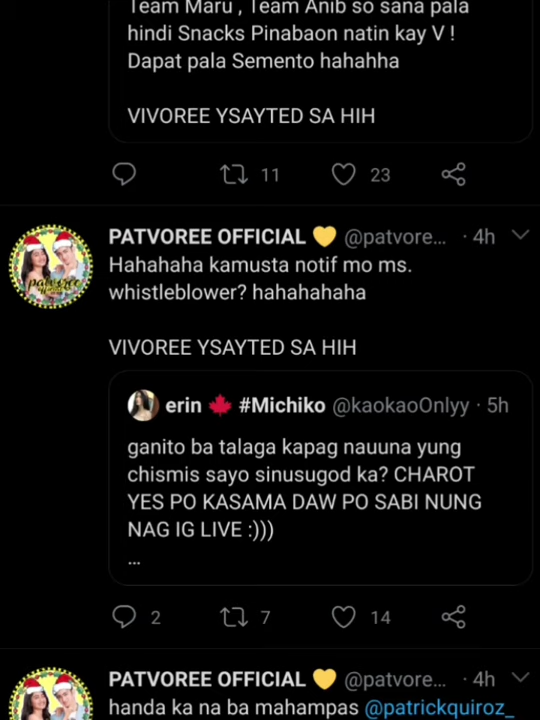 Team Maru , Team Anib so sana pala
hindi Snacks Pinabaon natin kay V !
Dapat pala Semento hahahha
VIVOREE YSAYTED SA HIH
11 23
PATVOREE OFFICIAL 💛 @patvore... · 4h
Hahahaha kamusta notif mo ms.
whistleblower? hahahahaha
VIVOREE YSAYTED SA HIH
erin 🍁 #Michiko @kaokaoOnlyy · 5h
ganito ba talaga kapag nauuna yung
chismis sayo sinusugod ka? CHAROT
YES PO KASAMA DAW PO SABI NUNG
NAG IG LIVE :)))
...
2 7 14
PATVOREE OFFICIAL 💛 @patvore... · 4h
handa ka na ba mahampas @patrickquiroz_